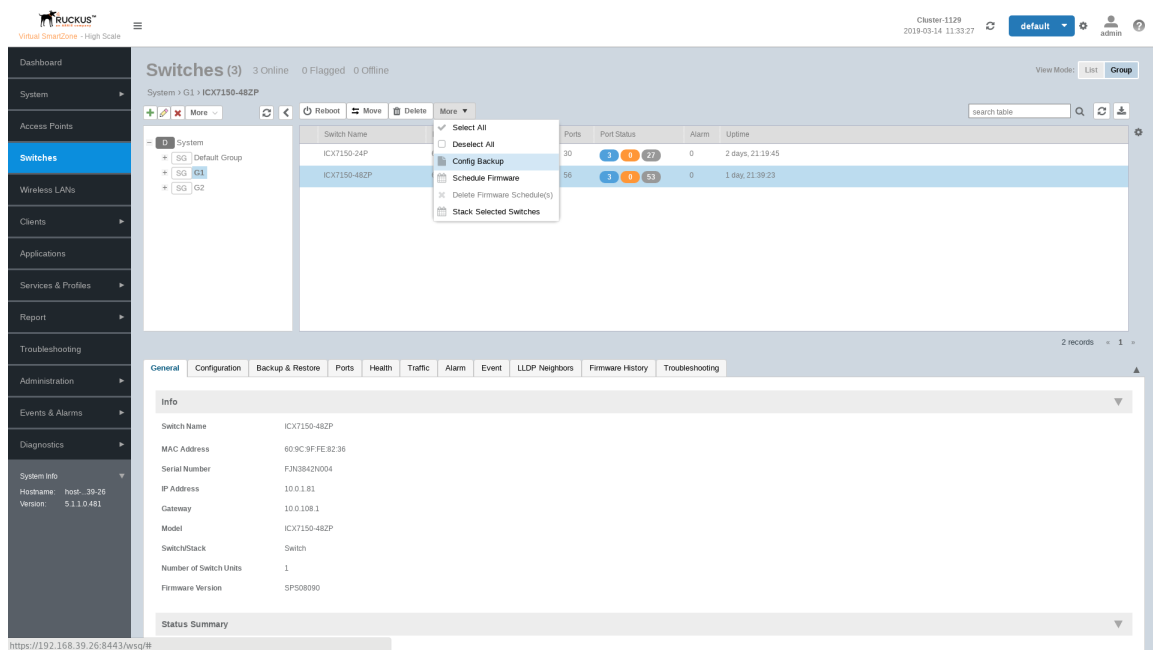 RUCKUS™
Virtual SmartZone - High Scale
Cluster-1129
2019-03-14 11:33:27
default
admin
Dashboard
System
Access Points
Switches
Wireless LANs
Clients
Applications
Services & Profiles
Report
Troubleshooting
Administration
Events & Alarms
Diagnostics
System Info
Hostname: host-...39-26
Version: 5.1.1.0.481
Switches (3) 3 Online 0 Flagged 0 Offline
View Mode: List Group
System > G1 > ICX7150-48ZP
More
Reboot Move Delete More
search table
D System
SG Default Group
SG G1
SG G2
Select All
Deselect All
Config Backup
Schedule Firmware
Delete Firmware Schedule(s)
Stack Selected Switches
Switch Name Ports Port Status Alarm Uptime
ICX7150-24P 30 3 0 27 0 2 days, 21:19:45
ICX7150-48ZP 56 3 0 53 0 1 day, 21:39:23
2 records « 1 »
General Configuration Backup & Restore Ports Health Traffic Alarm Event LLDP Neighbors Firmware History Troubleshooting
Info
Switch Name ICX7150-48ZP
MAC Address 60:9C:9F:FE:82:36
Serial Number FJN3842N004
IP Address 10.0.1.81
Gateway 10.0.108.1
Model ICX7150-48ZP
Switch/Stack Switch
Number of Switch Units 1
Firmware Version SPS08090
Status Summary
https://192.168.39.26:8443/wsg/#